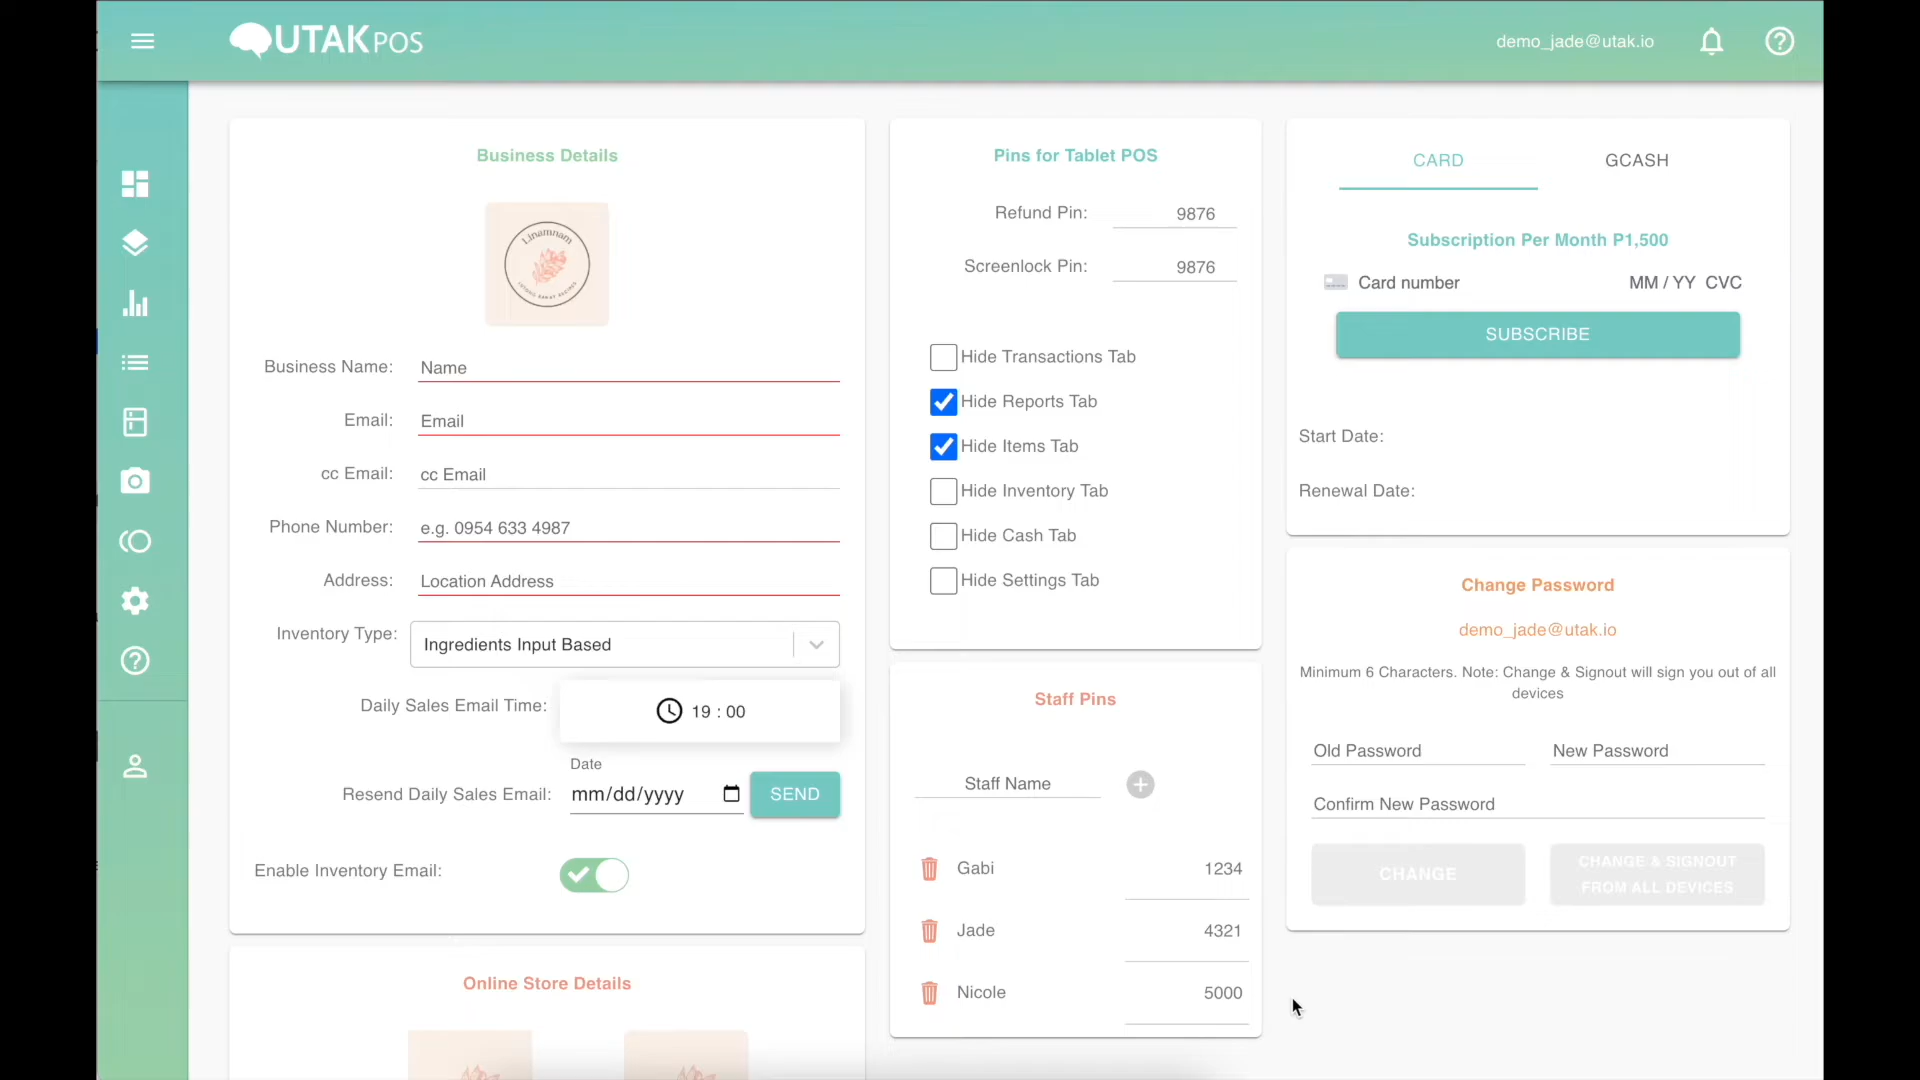 UTAK POS
demo_jade@utak.io
Business Details
Linamnam
LUTONG BAHAY RECIPES
Business Name: Name
Email: Email
cc Email: cc Email
Phone Number: e.g. 0954 633 4987
Address: Location Address
Inventory Type: Ingredients Input Based
Daily Sales Email Time: 19 : 00
Date
Resend Daily Sales Email: mm/dd/yyyy SEND
Enable Inventory Email:
Online Store Details
Pins for Tablet POS
Refund Pin: 9876
Screenlock Pin: 9876
Hide Transactions Tab
Hide Reports Tab
Hide Items Tab
Hide Inventory Tab
Hide Cash Tab
Hide Settings Tab
Staff Pins
Staff Name
Gabi 1234
Jade 4321
Nicole 5000
CARD GCASH
Subscription Per Month P1,500
Card number MM / YY CVC
SUBSCRIBE
Start Date:
Renewal Date:
Change Password
demo_jade@utak.io
Minimum 6 Characters. Note: Change & Signout will sign you out of all
devices
Old Password New Password
Confirm New Password
CHANGE
CHANGE & SIGNOUT
FROM ALL DEVICES